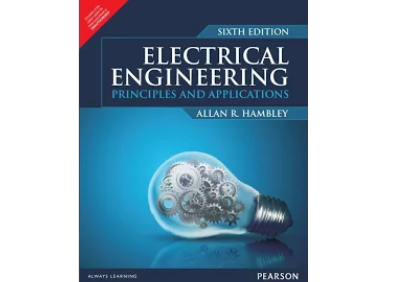 SIXTH EDITION
ELECTRICAL
ENGINEERING
PRINCIPLES AND APPLICATIONS
ALLAN R. HAMBLEY
ALWAYS LEARNING
PEARSON